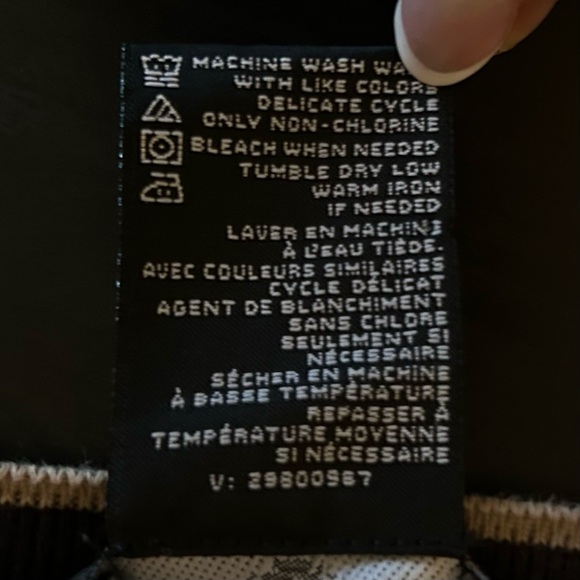 MACHINE WASH
WITH LIKE COLORS
DELICATE CYCLE
ONLY NON-CHLORINE
BLEACH WHEN NEEDED
TUMBLE DRY LOW
WARM IRON
IF NEEDED
LAVER EN MACHINE
À L'EAU TIÈDE.
AVEC COULEURS SIMILAIRES
CYCLE DÉLICAT
AGENT DE BLANCHIMENT
SANS CHLORE
SEULEMENT SI
NÉCESSAIRE
SÉCHER EN MACHINE
À BASSE TEMPÉRATURE
REPASSER À
TEMPÉRATURE MOYENNE
SI NÉCESSAIRE
V: 29800967